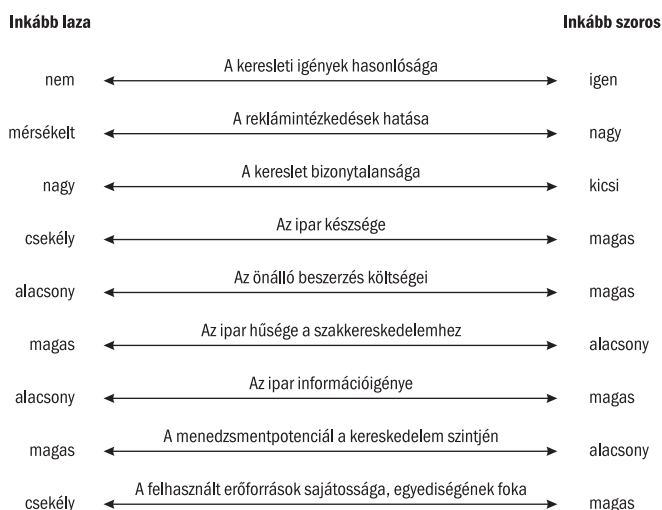 Inkább laza Inkább szoros
A keresleti igények hasonlósága
nem igen
A reklámintézkedések hatása
mérsékelt nagy
A kereslet bizonytalansága
nagy kicsi
Az ipar készsége
csekély magas
Az önálló beszerzés költségei
alacsony magas
Az ipar hűsége a szakkereskedelemhez
magas alacsony
Az ipar információigénye
alacsony magas
A menedzsmentpotenciál a kereskedelem szintjén
magas alacsony
A felhasznált erőforrások sajátossága, egyediségének foka
csekély magas